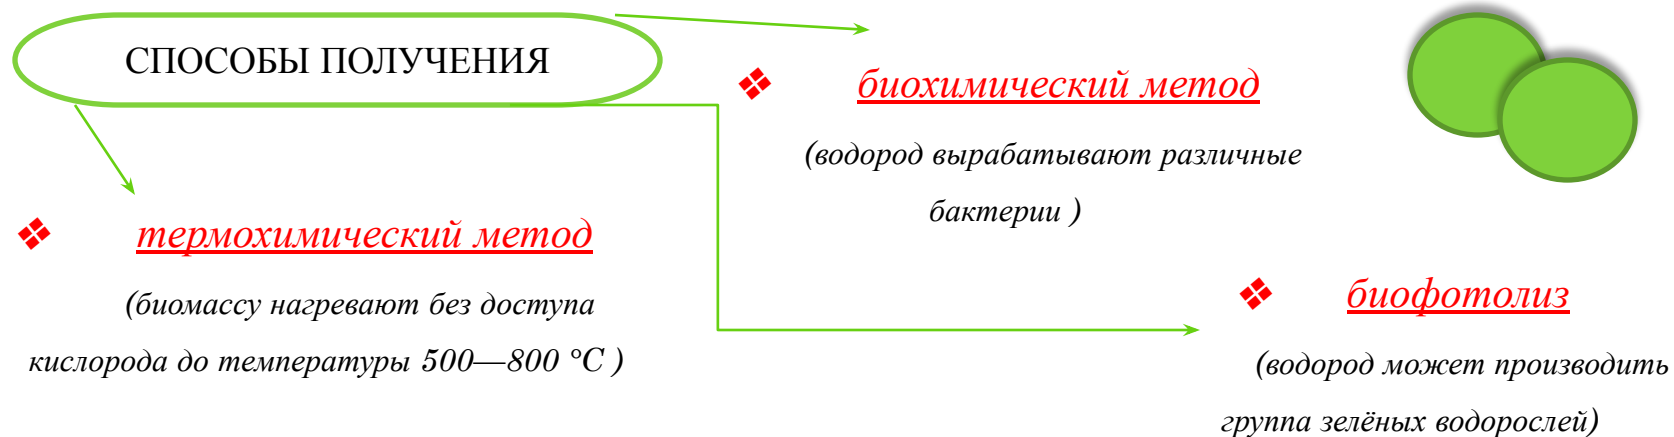 СПОСОБЫ ПОЛУЧЕНИЯ
❖ биохимический метод
(водород вырабатывают различные
бактерии )
❖ термохимический метод
(биомассу нагревают без доступа
кислорода до температуры 500—800 °C )
❖ биофотолиз
(водород может производить
группа зелёных водорослей)